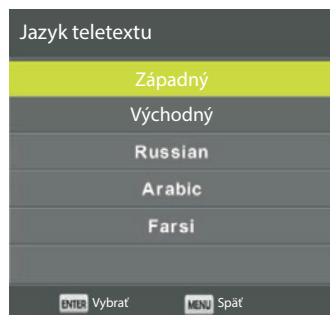 Jazyk teletextu
Západný
Východný
Russian
Arabic
Farsi
ENTER Vybrať MENU Späť